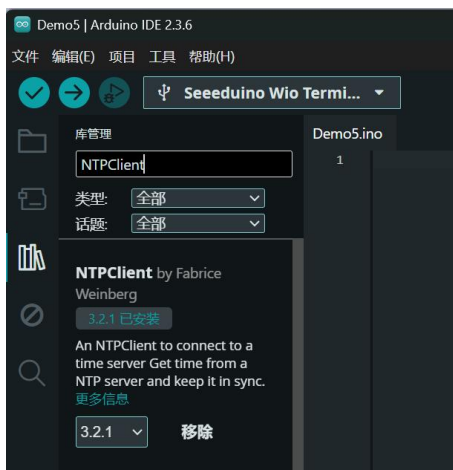 Demo5 | Arduino IDE 2.3.6
文件 编辑(E) 项目 工具 帮助(H)
Seeeduino Wio Termi...
库管理
NTPClient
类型: 全部
话题: 全部
NTPClient by Fabrice
Weinberg
3.2.1 已安装
An NTPClient to connect to a
time server Get time from a
NTP server and keep it in sync.
更多信息
3.2.1 移除
Demo5.ino
1